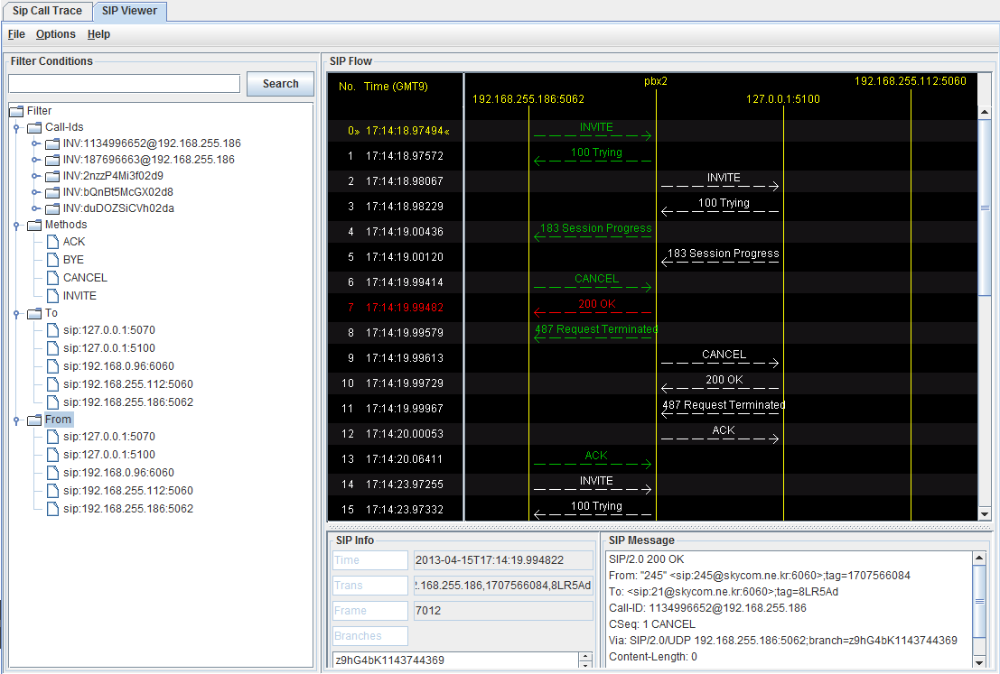 Sip Call Trace SIP Viewer
File Options Help
Filter Conditions
Search
Filter
Call-Ids
INV:1134996652@192.168.255.186
INV:187696663@192.168.255.186
INV:2nzzP4Mi3f02d9
INV:bQnBt5McGX02d8
INV:duDOZSiCVh02da
Methods
ACK
BYE
CANCEL
INVITE
To
sip:127.0.0.1:5070
sip:127.0.0.1:5100
sip:192.168.0.96:6060
sip:192.168.255.112:5060
sip:192.168.255.186:5062
From
sip:127.0.0.1:5070
sip:127.0.0.1:5100
sip:192.168.0.96:6060
sip:192.168.255.112:5060
sip:192.168.255.186:5062
SIP Flow
No. Time (GMT9) pbx2 192.168.255.112:5060
192.168.255.186:5062 127.0.0.1:5100
0» 17:14:18.97494« INVITE
1 17:14:18.97572 100 Trying
2 17:14:18.98067 INVITE
3 17:14:18.98229 100 Trying
4 17:14:19.00436 183 Session Progress
5 17:14:19.00120 183 Session Progress
6 17:14:19.99414 CANCEL
7 17:14:19.99482 200 OK
8 17:14:19.99579 487 Request Terminated
9 17:14:19.99613 CANCEL
10 17:14:19.99729 200 OK
11 17:14:19.99967 487 Request Terminated
12 17:14:20.00053 ACK
13 17:14:20.06411 ACK
14 17:14:23.97255 INVITE
15 17:14:23.97332 100 Trying
SIP Info
Time 2013-04-15T17:14:19.994822
Trans .168.255.186,1707566084,8LR5Ad
Frame 7012
Branches
z9hG4bK1143744369
SIP Message
SIP/2.0 200 OK
From: "245" <sip:245@skycom.ne.kr:6060>;tag=1707566084
To: <sip:21@skycom.ne.kr:6060>;tag=8LR5Ad
Call-ID: 1134996652@192.168.255.186
CSeq: 1 CANCEL
Via: SIP/2.0/UDP 192.168.255.186:5062;branch=z9hG4bK1143744369
Content-Length: 0